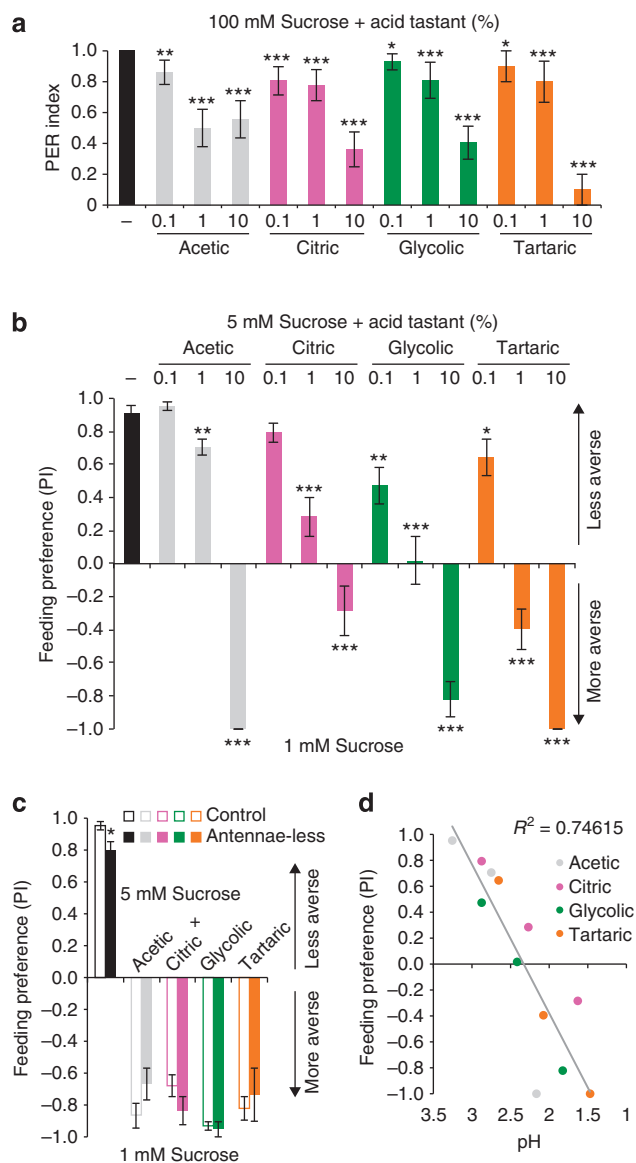 a
100 mM Sucrose + acid tastant (%)
PER index
1.0
0.8
0.6
0.4
0.2
0
** *** *** *** *** *** * *** *** * *** ***
– 0.1 1 10 0.1 1 10 0.1 1 10 0.1 1 10
Acetic Citric Glycolic Tartaric
b
5 mM Sucrose + acid tastant (%)
Acetic Citric Glycolic Tartaric
– 0.1 1 10 0.1 1 10 0.1 1 10 0.1 1 10
Feeding preference (PI)
1.0
0.8
0.6
0.4
0.2
0.0
−0.2
−0.4
−0.6
−0.8
−1.0
** *** ** *** *
*** *** *** *** ***
Less averse
More averse
1 mM Sucrose
c
Control
Antennae-less
*
5 mM Sucrose
+
Acetic
Citric
Glycolic
Tartaric
Feeding preference (PI)
1.0
0.8
0.6
0.4
0.2
0.0
−0.2
−0.4
−0.6
−0.8
−1.0
Less averse
More averse
1 mM Sucrose
d
R² = 0.74615
Acetic
Citric
Glycolic
Tartaric
Feeding preference (PI)
1.0
0.8
0.6
0.4
0.2
0.0
−0.2
−0.4
−0.6
−0.8
−1.0
3.5 3 2.5 2 1.5 1
pH